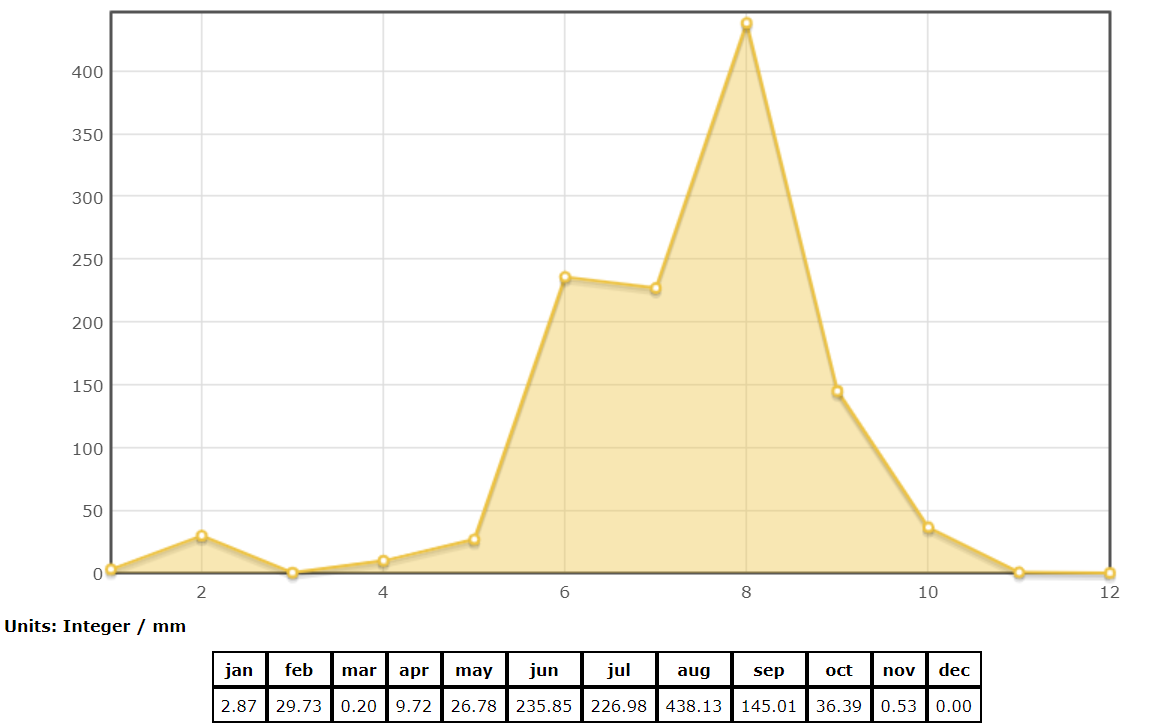 400
350
300
250
200
150
100
50
0
2 4 6 8 10 12
Units: Integer / mm
jan feb mar apr may jun jul aug sep oct nov dec
2.87 29.73 0.20 9.72 26.78 235.85 226.98 438.13 145.01 36.39 0.53 0.00